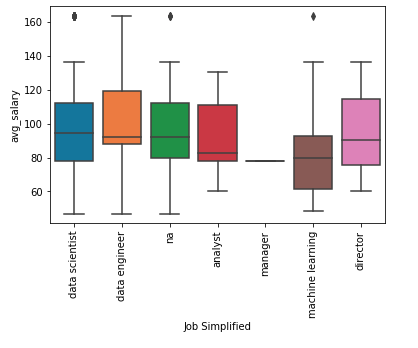 160
140
120
100
80
60
avg_salary
data scientist
data engineer
na
analyst
manager
machine learning
director
Job Simplified